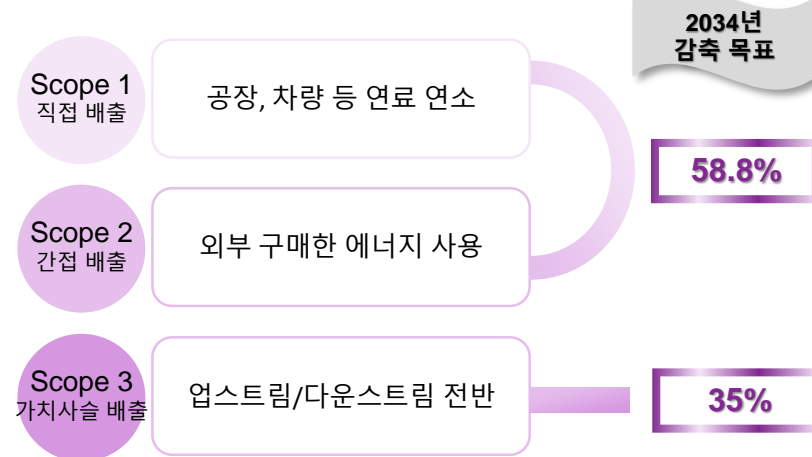 2034년
감축 목표
Scope 1
직접 배출
공장, 차량 등 연료 연소
58.8%
Scope 2
간접 배출
외부 구매한 에너지 사용
Scope 3
가치사슬 배출
업스트림/다운스트림 전반
35%